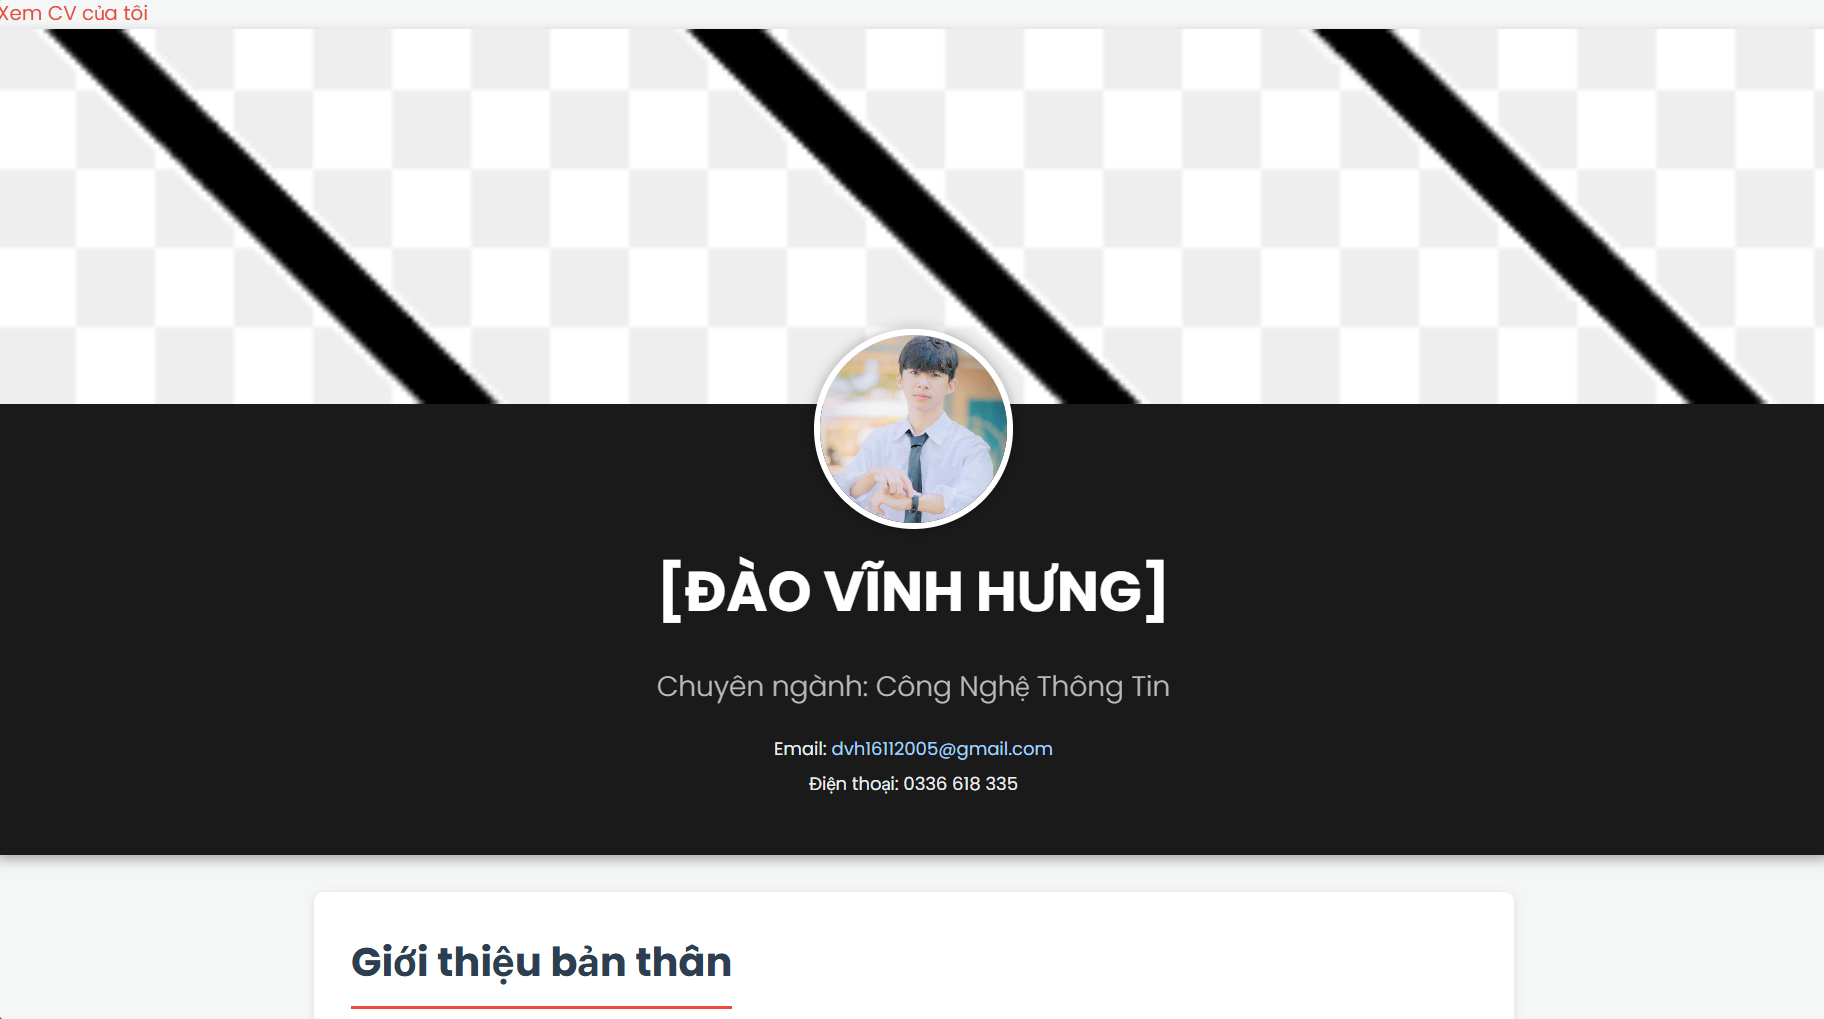 Xem CV của tôi
[ĐÀO VĨNH HƯNG]
Chuyên ngành: Công Nghệ Thông Tin
Email: dvh16112005@gmail.com
Điện thoại: 0336 618 335
Giới thiệu bản thân